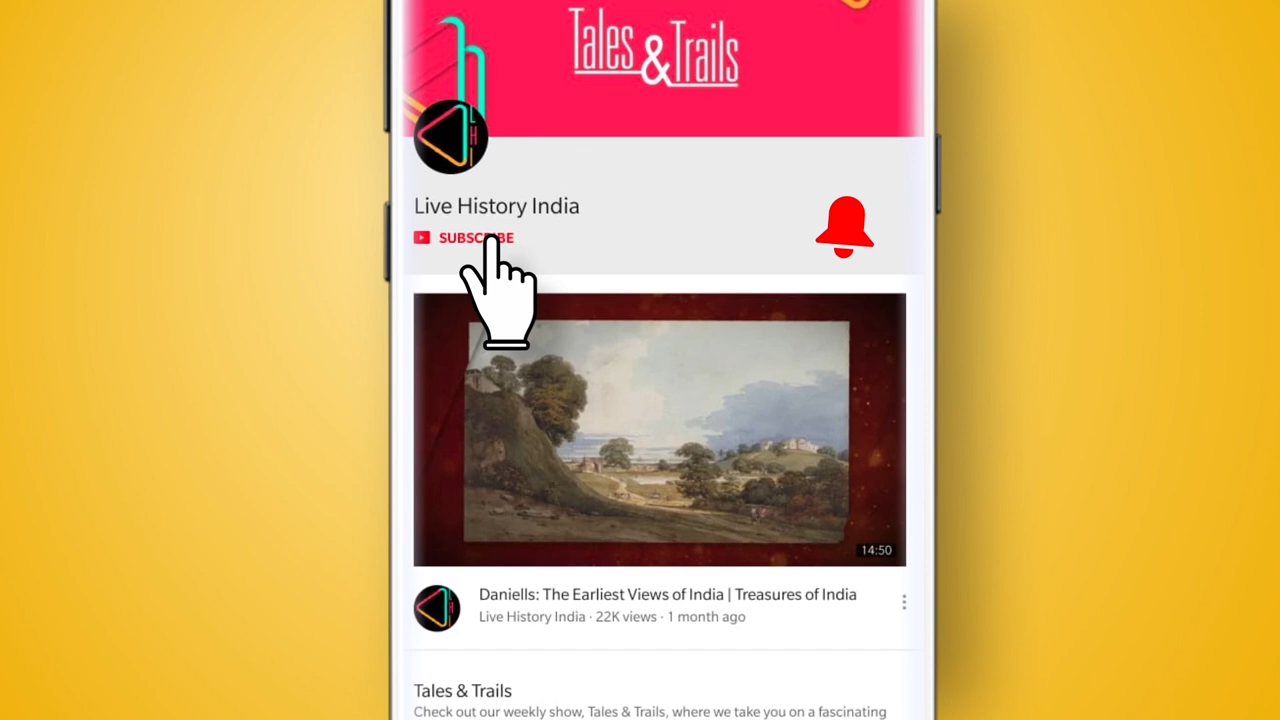 Tales & Trails
LHI
Live History India
SUBSCRIBE
14:50
Daniells: The Earliest Views of India | Treasures of India
LHI
Live History India · 22K views · 1 month ago
Tales & Trails
Check out our weekly show, Tales & Trails, where we take you on a fascinating